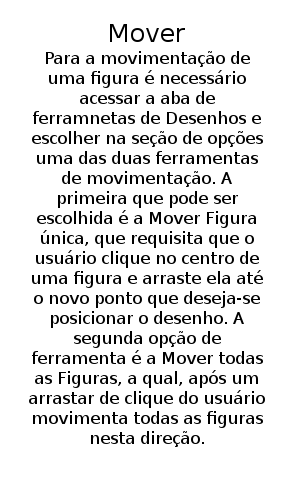 Mover
Para a movimentação de
uma figura é necessário
acessar a aba de
ferramnetas de Desenhos e
escolher na seção de opções
uma das duas ferramentas
de movimentação. A
primeira que pode ser
escolhida é a Mover Figura
única, que requisita que o
usuário clique no centro de
uma figura e arraste ela até
o novo ponto que deseja-se
posicionar o desenho. A
segunda opção de
ferramenta é a Mover todas
as Figuras, a qual, após um
arrastar de clique do usuário
movimenta todas as figuras
nesta direção.